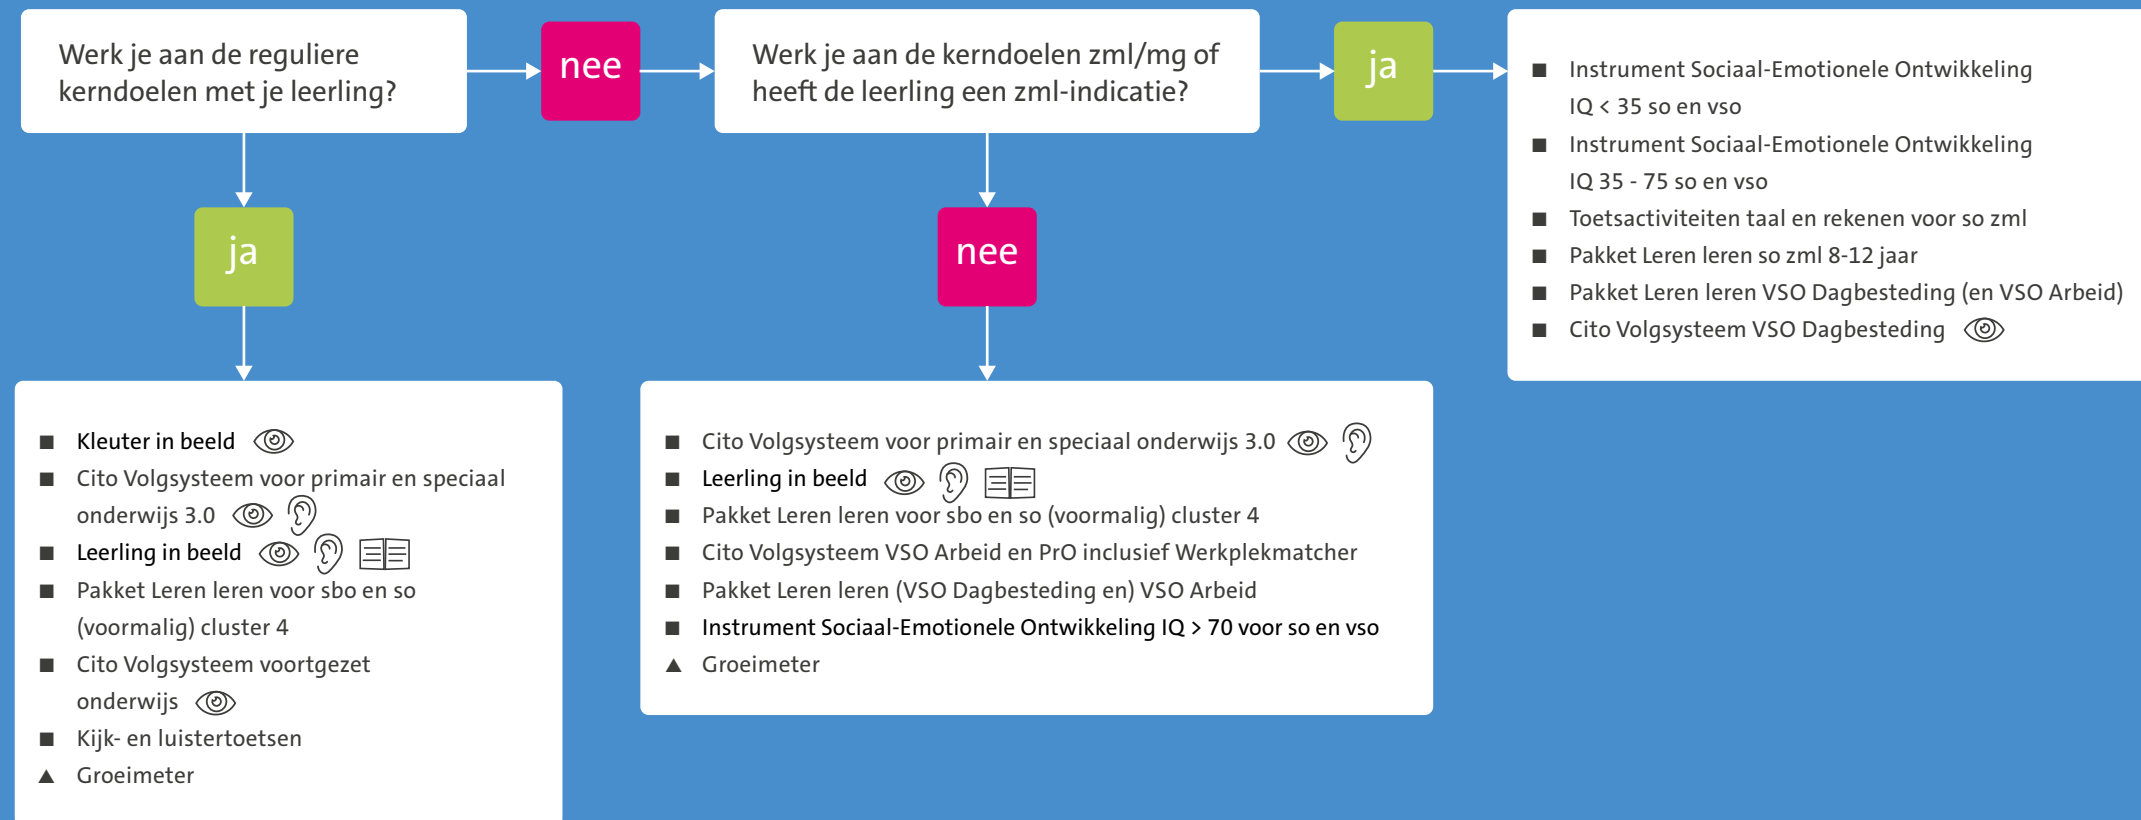 Werk je aan de reguliere
kerndoelen met je leerling?
nee
Werk je aan de kerndoelen zml/mg of
heeft de leerling een zml-indicatie?
ja
■ Instrument Sociaal-Emotionele Ontwikkeling
IQ < 35 so en vso
■ Instrument Sociaal-Emotionele Ontwikkeling
IQ 35 - 75 so en vso
■ Toetsactiviteiten taal en rekenen voor so zml
■ Pakket Leren leren so zml 8-12 jaar
■ Pakket Leren leren VSO Dagbesteding (en VSO Arbeid)
■ Cito Volgsysteem VSO Dagbesteding
ja
nee
■ Kleuter in beeld
■ Cito Volgsysteem voor primair en speciaal
onderwijs 3.0
■ Leerling in beeld
■ Pakket Leren leren voor sbo en so
(voormalig) cluster 4
■ Cito Volgsysteem voortgezet
onderwijs
■ Kijk- en luistertoetsen
▲ Groeimeter
■ Cito Volgsysteem voor primair en speciaal onderwijs 3.0
■ Leerling in beeld
■ Pakket Leren leren voor sbo en so (voormalig) cluster 4
■ Cito Volgsysteem VSO Arbeid en PrO inclusief Werkplekmatcher
■ Pakket Leren leren (VSO Dagbesteding en) VSO Arbeid
■ Instrument Sociaal-Emotionele Ontwikkeling IQ > 70 voor so en vso
▲ Groeimeter